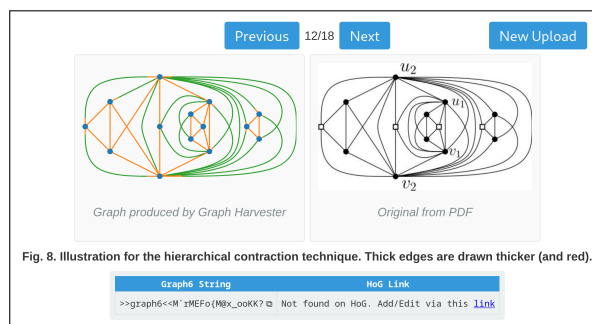 Previous 12/18 Next New Upload
u2
u1
v1
v2
Graph produced by Graph Harvester
Original from PDF
Fig. 8. Illustration for the hierarchical contraction technique. Thick edges are drawn thicker (and red).
Graph6 String HoG Link
>>graph6<<M`rMEFo{M@x_ooKK? Not found on HoG. Add/Edit via this link